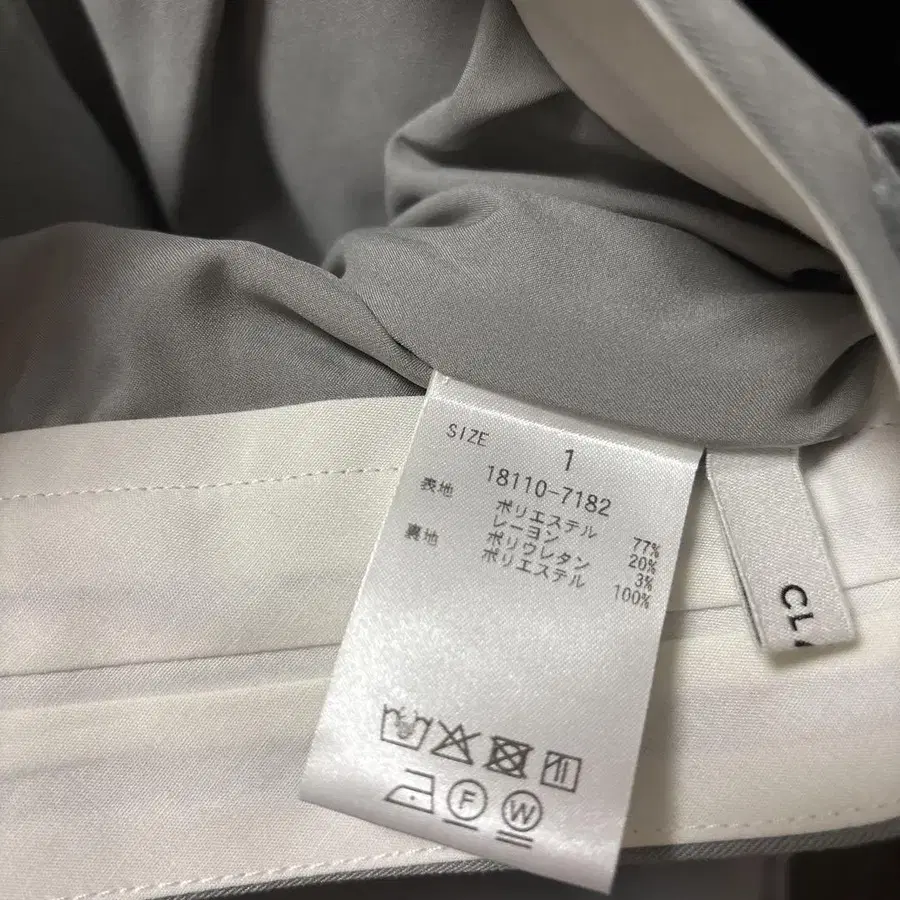 SIZE 1
18110-7182
表地 ポリエステル 77%
レーヨン 20%
裏地 ポリウレタン 3%
ポリエステル 100%
F W
CL